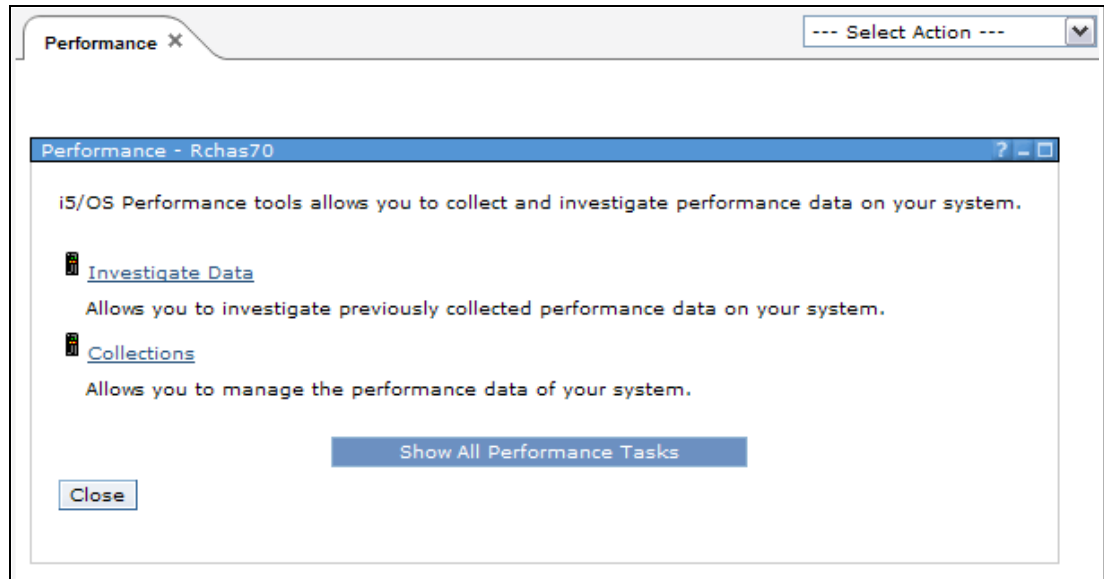 Performance
--- Select Action ---
Performance - Rchas70
?
i5/OS Performance tools allows you to collect and investigate performance data on your system.
Investigate Data
Allows you to investigate previously collected performance data on your system.
Collections
Allows you to manage the performance data of your system.
Show All Performance Tasks
Close